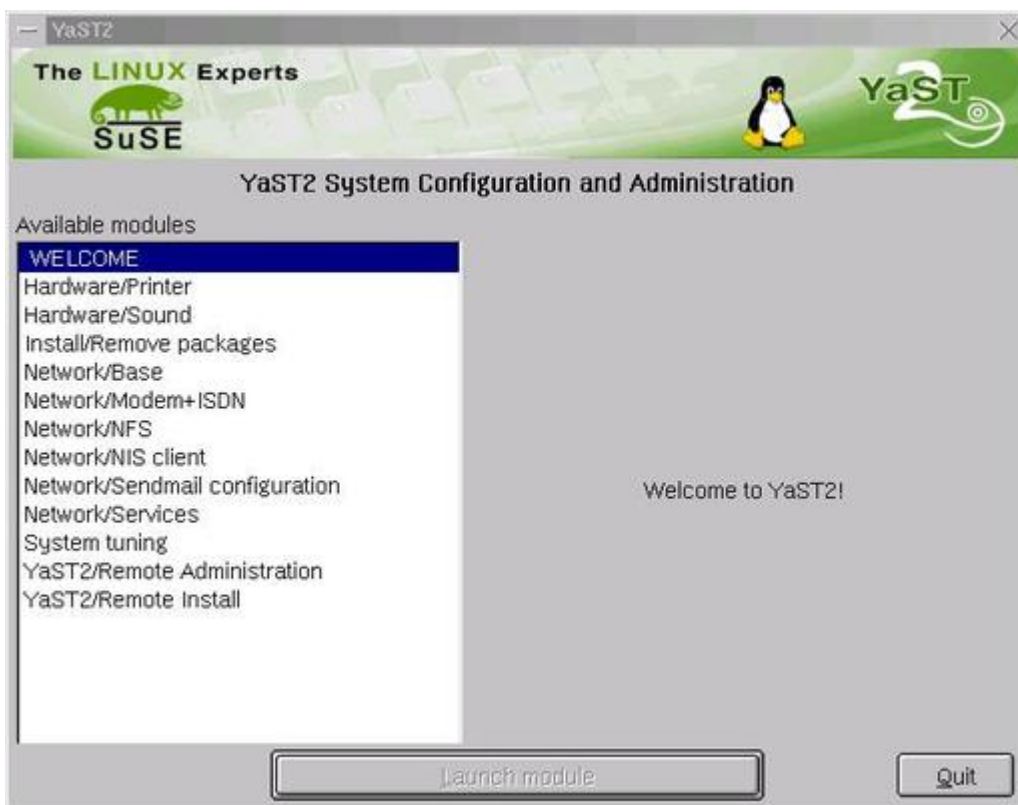 YaST2
The LINUX Experts
SuSE
YaST
2
YaST2 System Configuration and Administration
Available modules
WELCOME
Hardware/Printer
Hardware/Sound
Install/Remove packages
Network/Base
Network/Modem+ISDN
Network/NFS
Network/NIS client
Network/Sendmail configuration
Network/Services
System tuning
YaST2/Remote Administration
YaST2/Remote Install
Welcome to YaST2!
Launch module
Quit